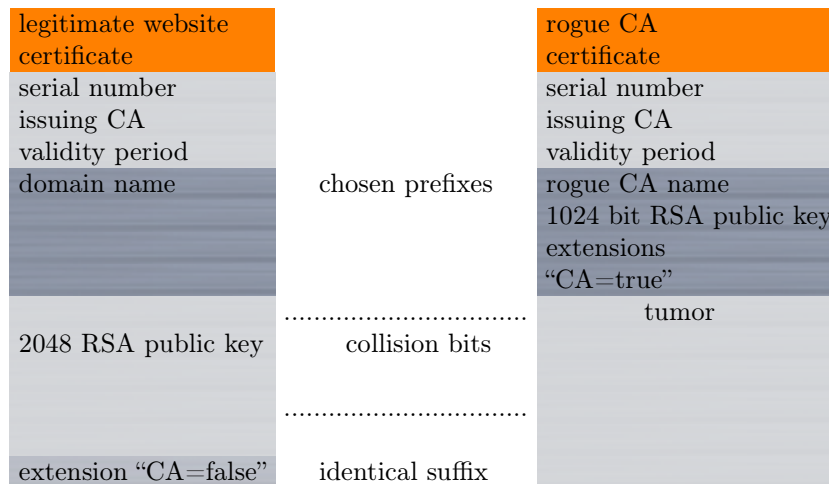 legitimate website
certificate
serial number
issuing CA
validity period
domain name
2048 RSA public key
extension “CA=false”
chosen prefixes
.................................
collision bits
.................................
identical suffix
rogue CA
certificate
serial number
issuing CA
validity period
rogue CA name
1024 bit RSA public key
extensions
“CA=true”
tumor